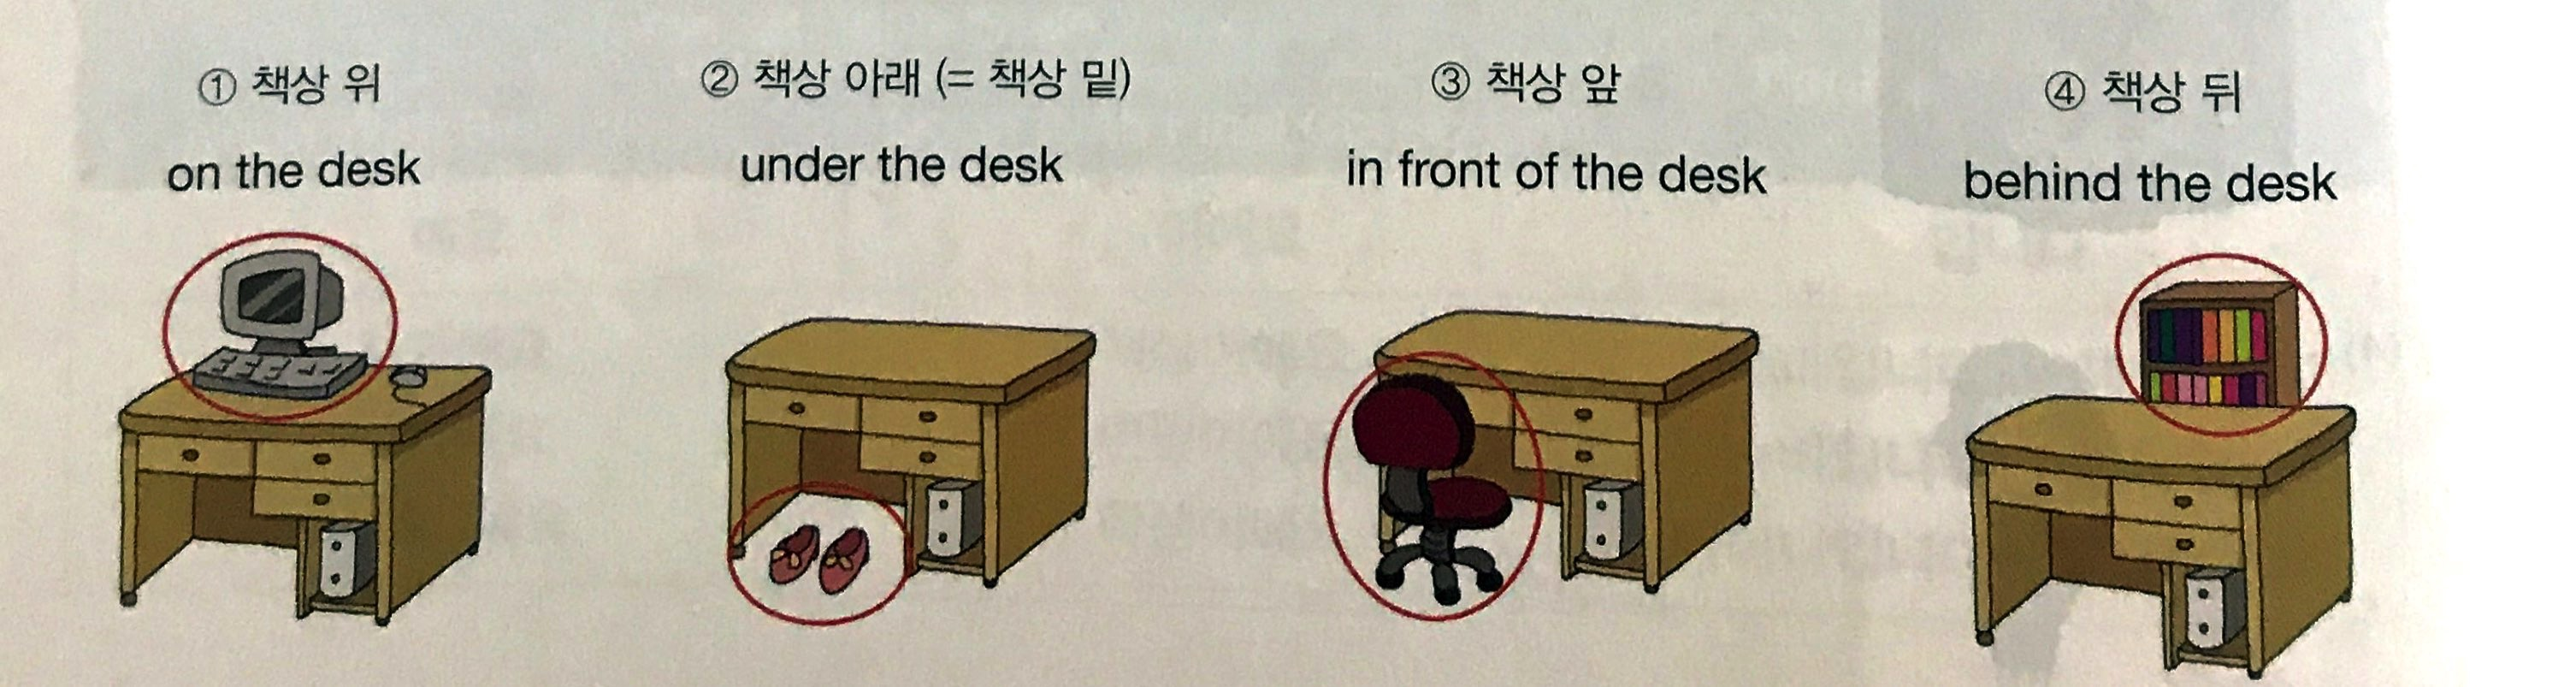 ① 책상 위
on the desk
② 책상 아래 (= 책상 밑)
under the desk
③ 책상 앞
in front of the desk
④ 책상 뒤
behind the desk